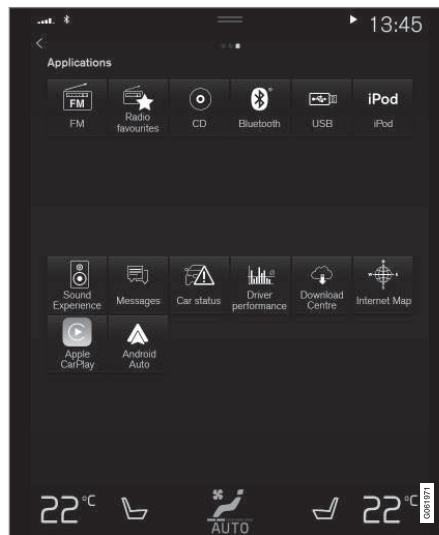 13:45
Applications
FM
FM
Radio
favourites
CD
Bluetooth
USB
iPod
iPod
Sound
Experience
Messages
Car status
Driver
performance
Download
Centre
Internet Map
Apple
CarPlay
Android
Auto
22°C
AUTO
22°C
G061971